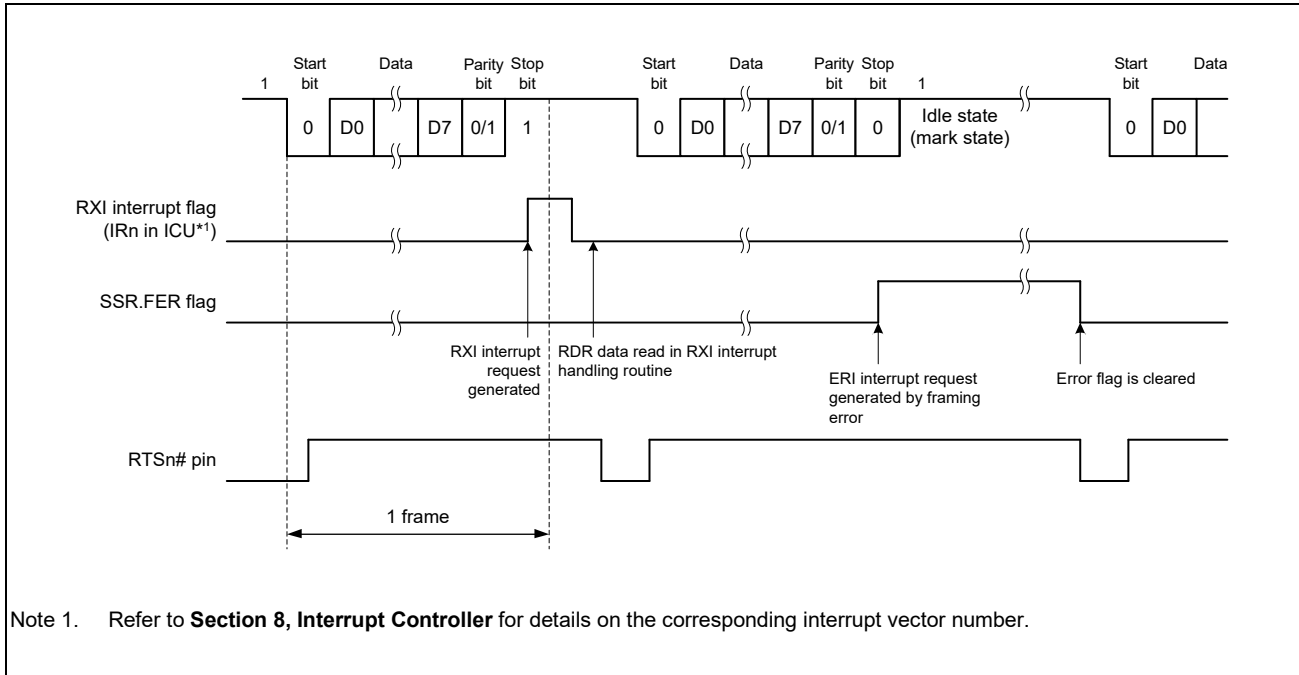 Start bit Data Parity bit Stop bit Start bit Data Parity bit Stop bit Start bit Data
1 1
0 D0 D7 0/1 1 0 D0 D7 0/1 0 Idle state (mark state) 0 D0
RXI interrupt flag
(IRn in ICU*1)
SSR.FER flag
RXI interrupt
request
generated
RDR data read in RXI interrupt
handling routine
ERI interrupt request
generated by framing
error
Error flag is cleared
RTSn# pin
1 frame
Note 1. Refer to Section 8, Interrupt Controller for details on the corresponding interrupt vector number.